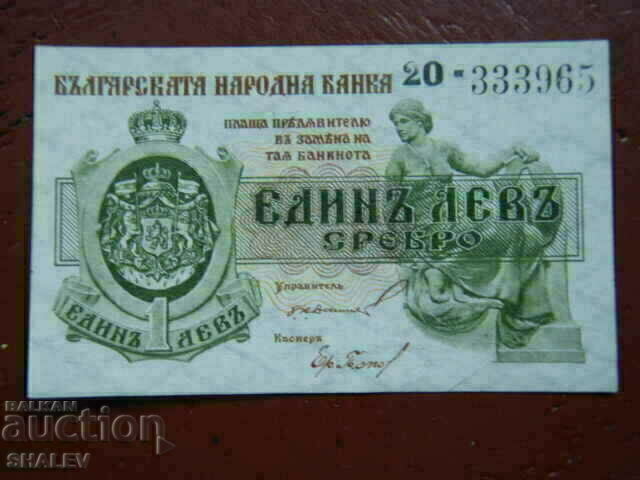 БЪЛГАРСКАТА НАРОДНА БАНКА 20-333965
ПЛАЩА ПРѢДЯВИТЕЛЮ
ВЪ ЗАМѢНА НА
ТАЯ БАНКНОТА
ЕДИНЪ ЛЕВЪ
СРЕБРО
Управитель
Касиеръ
ЕДИНЪ 1 ЛЕВЪ
BALKAN
auction
SHALEV